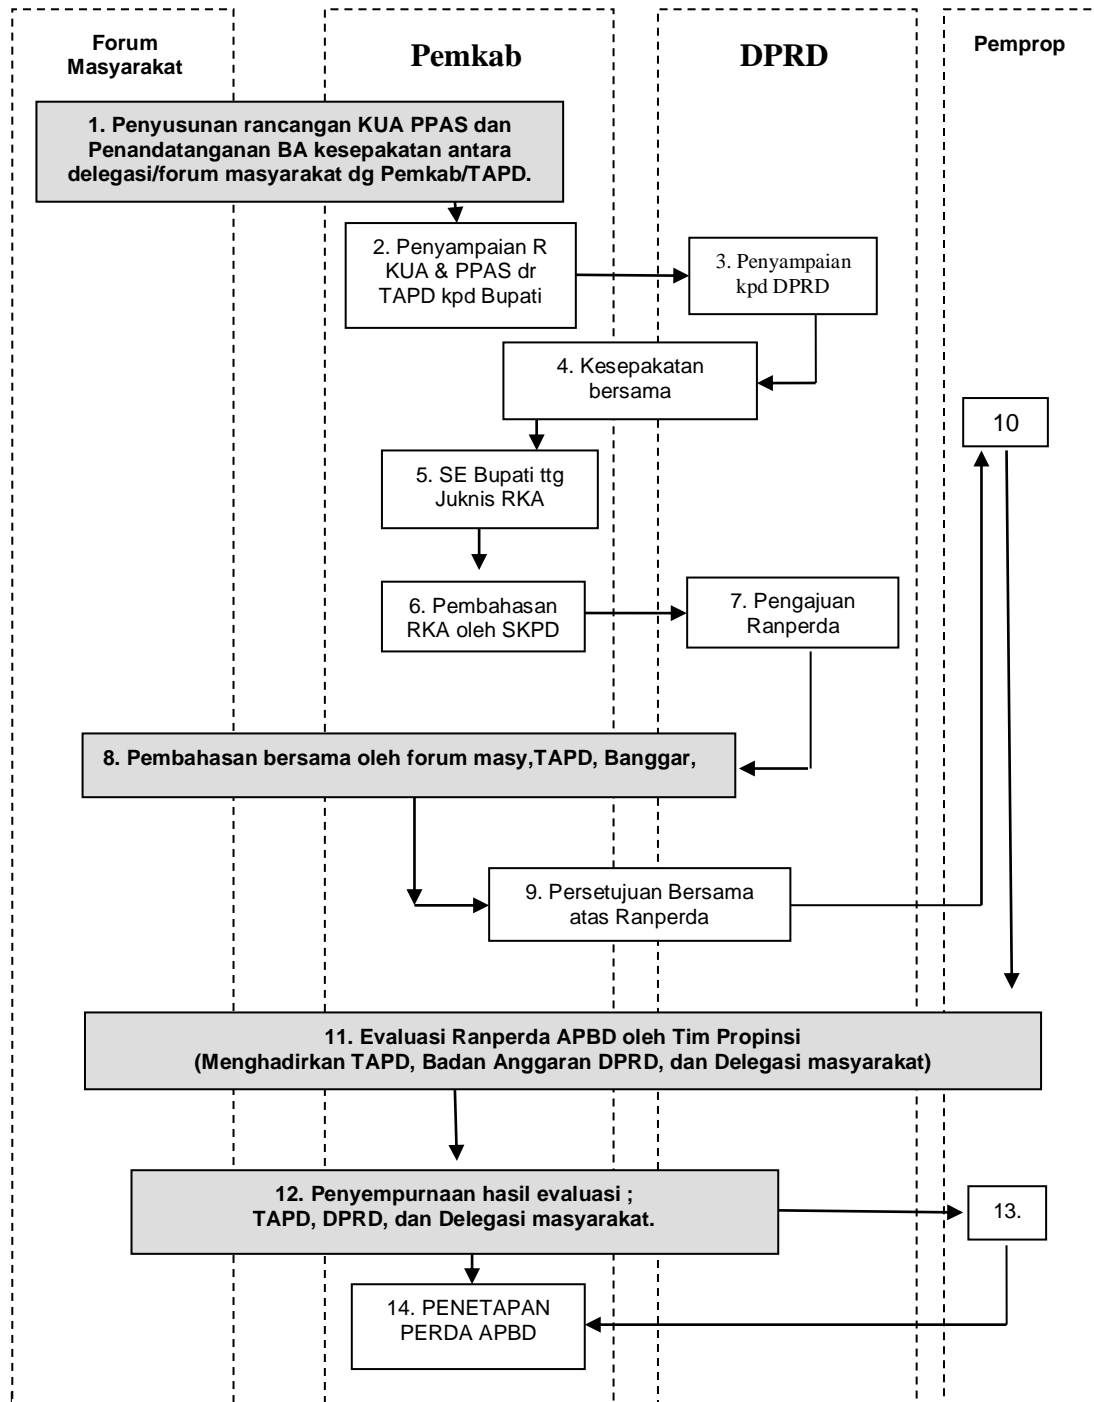 Forum
Masyarakat
Pemkab
DPRD
Pemprop
1. Penyusunan rancangan KUA PPAS dan
Penandatanganan BA kesepakatan antara
delegasi/forum masyarakat dg Pemkab/TAPD.
2. Penyampaian R
KUA & PPAS dr
TAPD kpd Bupati
3. Penyampaian
kpd DPRD
4. Kesepakatan
bersama
10
5. SE Bupati ttg
Juknis RKA
6. Pembahasan
RKA oleh SKPD
7. Pengajuan
Ranperda
8. Pembahasan bersama oleh forum masy,TAPD, Banggar,
9. Persetujuan Bersama
atas Ranperda
11. Evaluasi Ranperda APBD oleh Tim Propinsi
(Menghadirkan TAPD, Badan Anggaran DPRD, dan Delegasi masyarakat)
12. Penyempurnaan hasil evaluasi ;
TAPD, DPRD, dan Delegasi masyarakat.
13.
14. PENETAPAN
PERDA APBD